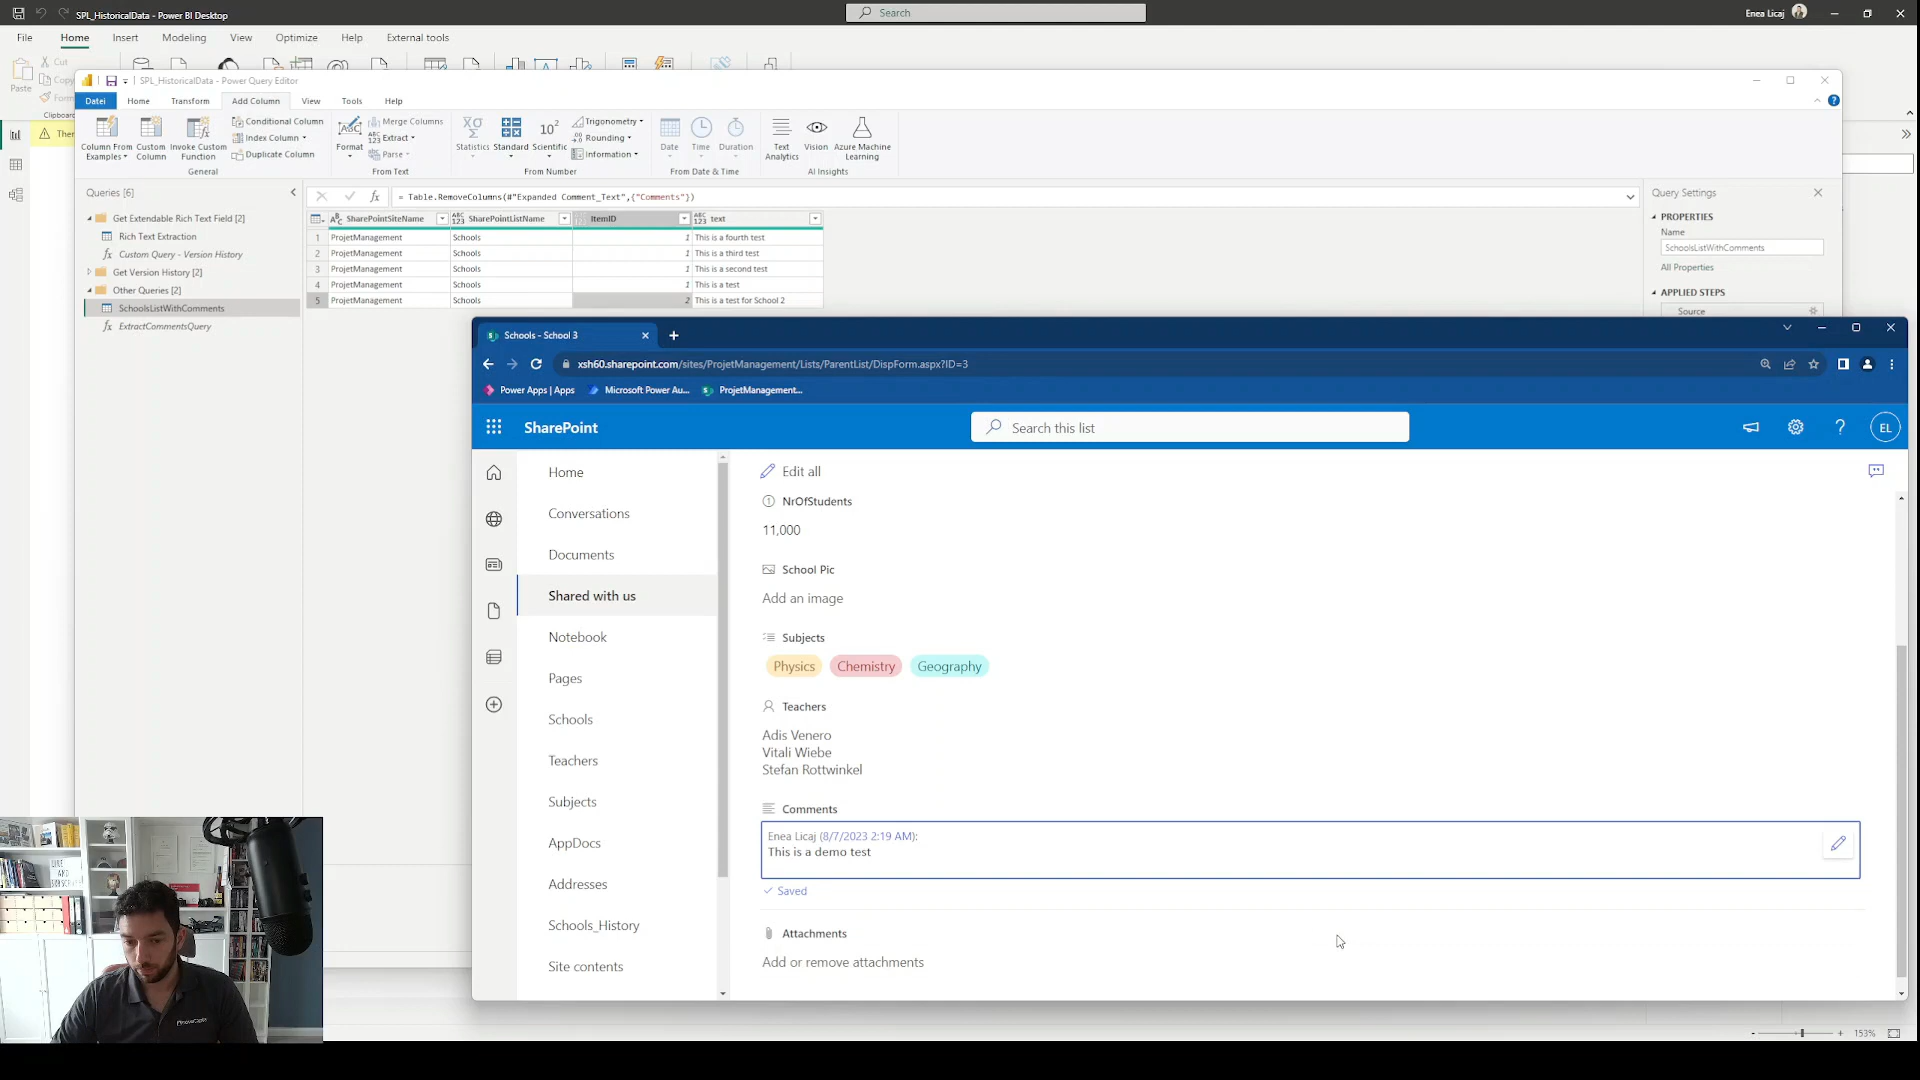 SPL_HistoricalData - Power BI Desktop
Search
Enea Licaj
File Home Insert Modeling View Optimize Help External tools
Cut
Copy
Paste
Clipboard
SPL_HistoricalData - Power Query Editor
Datei Home Transform Add Column View Tools Help
Column From Examples
Custom Column
Invoke Custom Function
Conditional Column
Index Column
Duplicate Column
General
Format
Merge Columns
Extract
Parse
From Text
Statistics
Standard
Scientific
Trigonometry
Rounding
Information
From Number
Date
Time
Duration
From Date & Time
Text Analytics
Vision
Azure Machine Learning
AI Insights
Queries [6]
Get Extendable Rich Text Field [2]
Rich Text Extraction
Custom Query - Version History
Get Version History [2]
Other Queries [2]
SchoolsListWithComments
ExtractCommentsQuery
= Table.RemoveColumns(#"Expanded Comment_Text",{"Comments"})
SharePointSiteName SharePointListName ItemID text
1 ProjetManagement Schools 1 This is a fourth test
2 ProjetManagement Schools 1 This is a third test
3 ProjetManagement Schools 1 This is a second test
4 ProjetManagement Schools 1 This is a test
5 ProjetManagement Schools 2 This is a test for School 2
Query Settings
PROPERTIES
Name
SchoolsListWithComments
All Properties
APPLIED STEPS
Source
Schools - School 3
xsh60.sharepoint.com/sites/ProjetManagement/Lists/ParentList/DispForm.aspx?ID=3
Power Apps | Apps Microsoft Power Au... ProjetManagement...
SharePoint
Search this list
EL
Home
Conversations
Documents
Shared with us
Notebook
Pages
Schools
Teachers
Subjects
AppDocs
Addresses
Schools_History
Site contents
Edit all
NrOfStudents
11,000
School Pic
Add an image
Subjects
Physics Chemistry Geography
Teachers
Adis Venero
Vitali Wiebe
Stefan Rottwinkel
Comments
Enea Licaj (8/7/2023 2:19 AM):
This is a demo test
Saved
Attachments
Add or remove attachments
153%